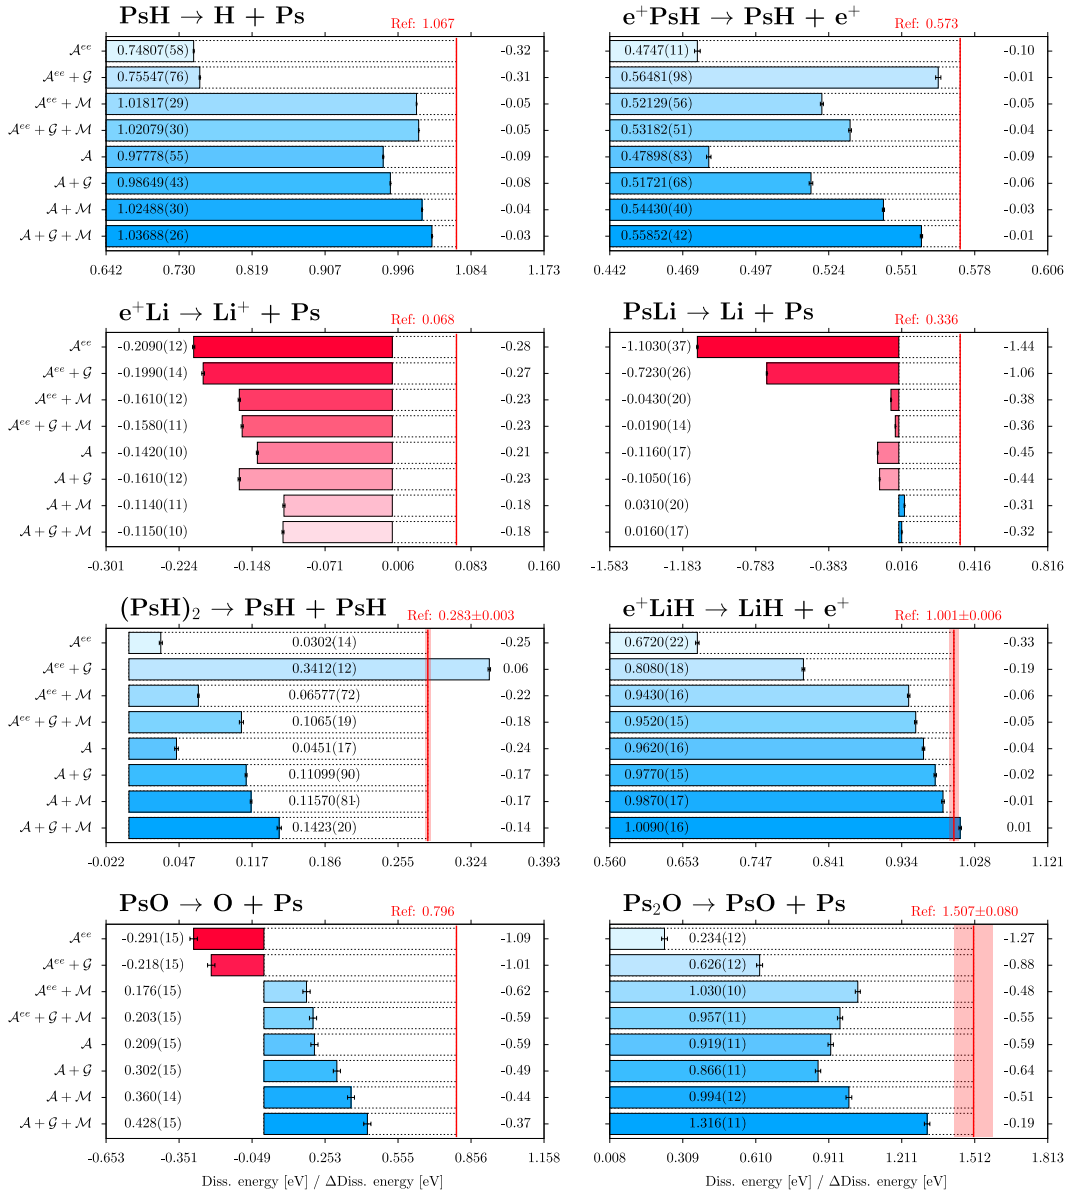 PsH → H + Ps
Ref: 1.067
𝒜ᵉᵉ 0.74807(58) -0.32
𝒜ᵉᵉ + 𝒢 0.75547(76) -0.31
𝒜ᵉᵉ + ℳ 1.01817(29) -0.05
𝒜ᵉᵉ + 𝒢 + ℳ 1.02079(30) -0.05
𝒜 0.97778(55) -0.09
𝒜 + 𝒢 0.98649(43) -0.08
𝒜 + ℳ 1.02488(30) -0.04
𝒜 + 𝒢 + ℳ 1.03688(26) -0.03
0.642 0.730 0.819 0.907 0.996 1.084 1.173
e⁺PsH → PsH + e⁺
Ref: 0.573
0.4747(11) -0.10
0.56481(98) -0.01
0.52129(56) -0.05
0.53182(51) -0.04
0.47898(83) -0.09
0.51721(68) -0.06
0.54430(40) -0.03
0.55852(42) -0.01
0.442 0.469 0.497 0.524 0.551 0.578 0.606
e⁺Li → Li⁺ + Ps
Ref: 0.068
𝒜ᵉᵉ -0.2090(12) -0.28
𝒜ᵉᵉ + 𝒢 -0.1990(14) -0.27
𝒜ᵉᵉ + ℳ -0.1610(12) -0.23
𝒜ᵉᵉ + 𝒢 + ℳ -0.1580(11) -0.23
𝒜 -0.1420(10) -0.21
𝒜 + 𝒢 -0.1610(12) -0.23
𝒜 + ℳ -0.1140(11) -0.18
𝒜 + 𝒢 + ℳ -0.1150(10) -0.18
-0.301 -0.224 -0.148 -0.071 0.006 0.083 0.160
PsLi → Li + Ps
Ref: 0.336
-1.1030(37) -1.44
-0.7230(26) -1.06
-0.0430(20) -0.38
-0.0190(14) -0.36
-0.1160(17) -0.45
-0.1050(16) -0.44
0.0310(20) -0.31
0.0160(17) -0.32
-1.583 -1.183 -0.783 -0.383 0.016 0.416 0.816
(PsH)₂ → PsH + PsH
Ref: 0.283±0.003
𝒜ᵉᵉ 0.0302(14) -0.25
𝒜ᵉᵉ + 𝒢 0.3412(12) 0.06
𝒜ᵉᵉ + ℳ 0.06577(72) -0.22
𝒜ᵉᵉ + 𝒢 + ℳ 0.1065(19) -0.18
𝒜 0.0451(17) -0.24
𝒜 + 𝒢 0.11099(90) -0.17
𝒜 + ℳ 0.11570(81) -0.17
𝒜 + 𝒢 + ℳ 0.1423(20) -0.14
-0.022 0.047 0.117 0.186 0.255 0.324 0.393
e⁺LiH → LiH + e⁺
Ref: 1.001±0.006
0.6720(22) -0.33
0.8080(18) -0.19
0.9430(16) -0.06
0.9520(15) -0.05
0.9620(16) -0.04
0.9770(15) -0.02
0.9870(17) -0.01
1.0090(16) 0.01
0.560 0.653 0.747 0.841 0.934 1.028 1.121
PsO → O + Ps
Ref: 0.796
𝒜ᵉᵉ -0.291(15) -1.09
𝒜ᵉᵉ + 𝒢 -0.218(15) -1.01
𝒜ᵉᵉ + ℳ 0.176(15) -0.62
𝒜ᵉᵉ + 𝒢 + ℳ 0.203(15) -0.59
𝒜 0.209(15) -0.59
𝒜 + 𝒢 0.302(15) -0.49
𝒜 + ℳ 0.360(14) -0.44
𝒜 + 𝒢 + ℳ 0.428(15) -0.37
-0.653 -0.351 -0.049 0.253 0.555 0.856 1.158
Diss. energy [eV] / ΔDiss. energy [eV]
Ps₂O → PsO + Ps
Ref: 1.507±0.080
0.234(12) -1.27
0.626(12) -0.88
1.030(10) -0.48
0.957(11) -0.55
0.919(11) -0.59
0.866(11) -0.64
0.994(12) -0.51
1.316(11) -0.19
0.008 0.309 0.610 0.911 1.211 1.512 1.813
Diss. energy [eV] / ΔDiss. energy [eV]